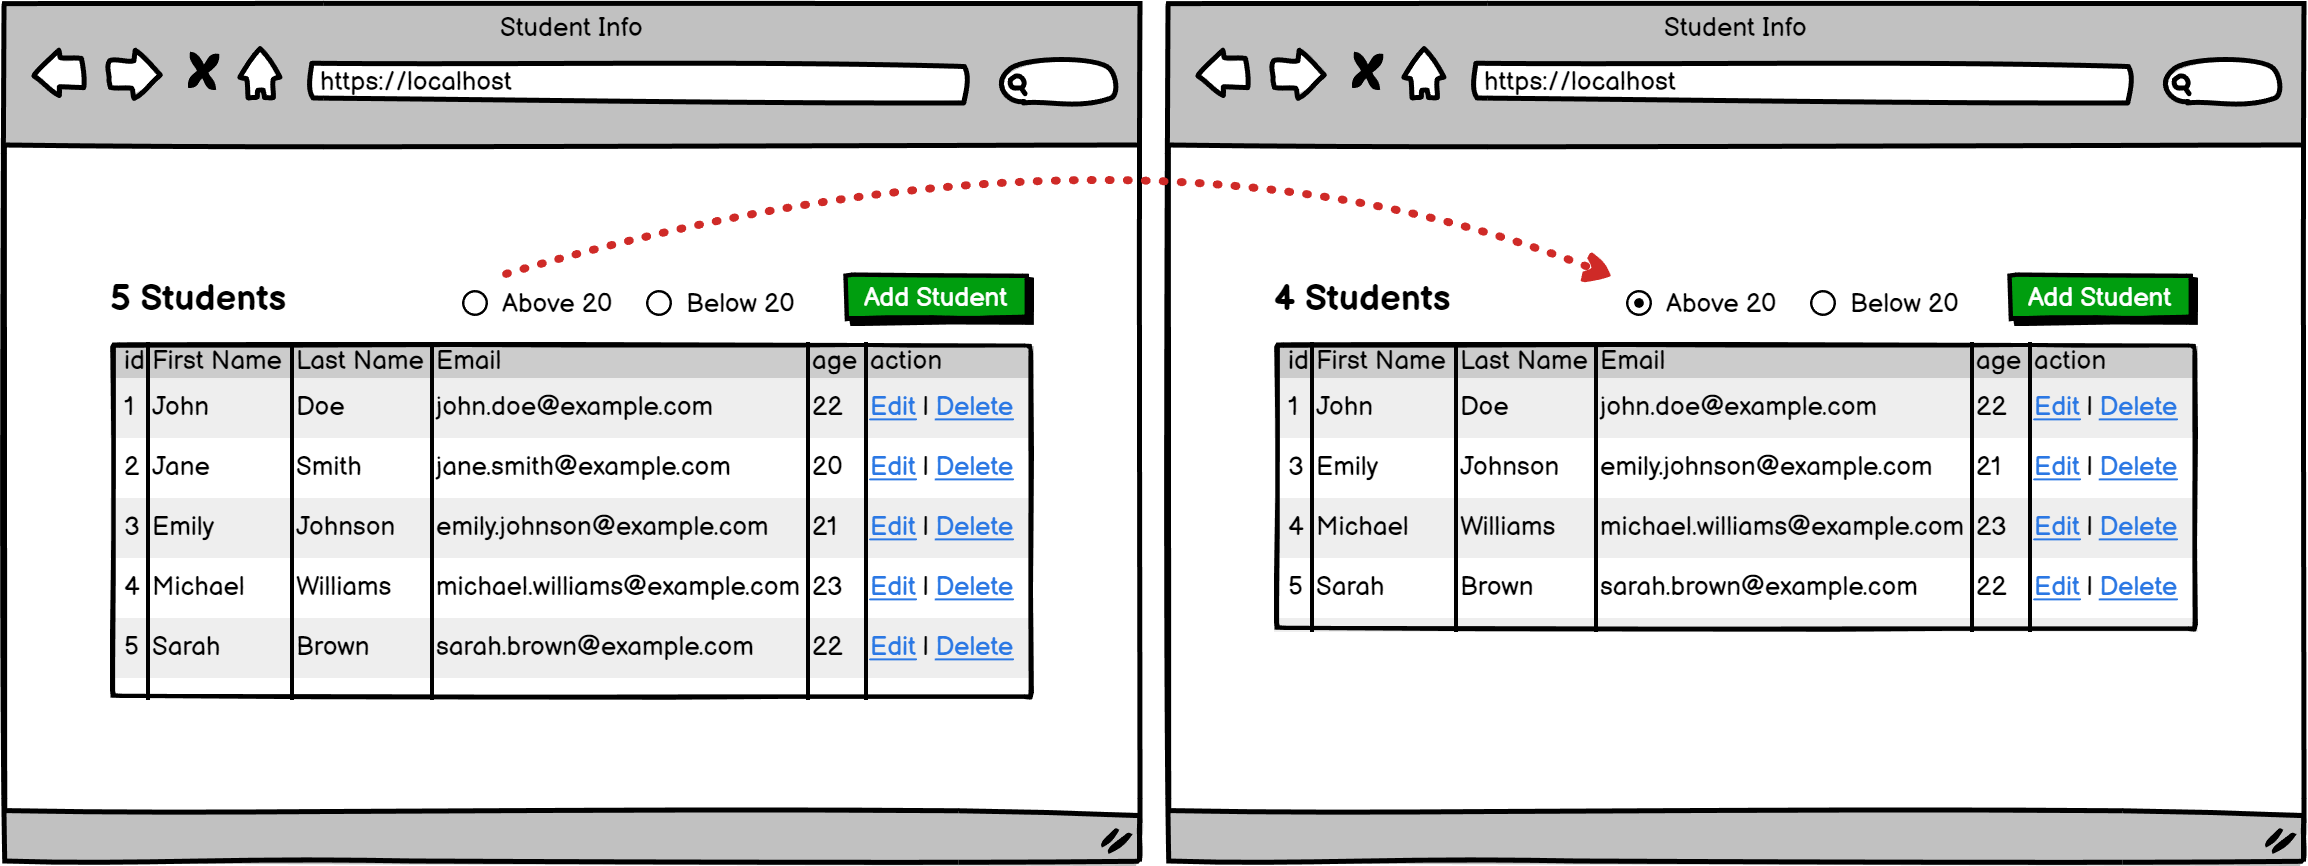 Student Info
https://localhost
5 Students
Above 20
Below 20
Add Student
id First Name Last Name Email age action
1 John Doe john.doe@example.com 22 Edit | Delete
2 Jane Smith jane.smith@example.com 20 Edit | Delete
3 Emily Johnson emily.johnson@example.com 21 Edit | Delete
4 Michael Williams michael.williams@example.com 23 Edit | Delete
5 Sarah Brown sarah.brown@example.com 22 Edit | Delete
Student Info
https://localhost
4 Students
Above 20
Below 20
Add Student
id First Name Last Name Email age action
1 John Doe john.doe@example.com 22 Edit | Delete
3 Emily Johnson emily.johnson@example.com 21 Edit | Delete
4 Michael Williams michael.williams@example.com 23 Edit | Delete
5 Sarah Brown sarah.brown@example.com 22 Edit | Delete